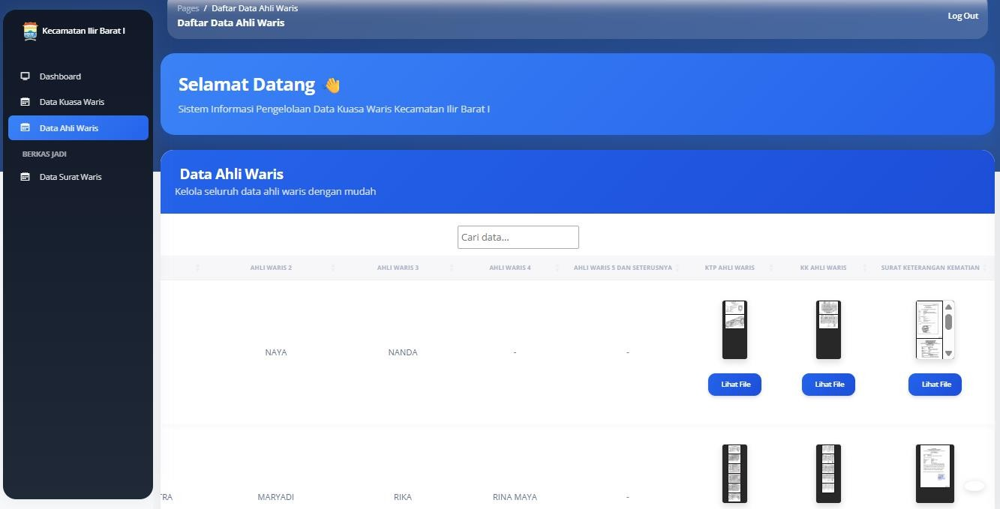 Kecamatan Ilir Barat I
Dashboard
Data Kuasa Waris
Data Ahli Waris
BERKAS JADI
Data Surat Waris
Pages / Daftar Data Ahli Waris
Daftar Data Ahli Waris
Log Out
Selamat Datang 👋
Sistem Informasi Pengelolaan Data Kuasa Waris Kecamatan Ilir Barat I
Data Ahli Waris
Kelola seluruh data ahli waris dengan mudah
Cari data...
AHLI WARIS 2 AHLI WARIS 3 AHLI WARIS 4 AHLI WARIS 5 DAN SETERUSNYA KTP AHLI WARIS KK AHLI WARIS SURAT KETERANGAN KEMATIAN
NAYA NANDA - -
Lihat File Lihat File Lihat File
TRA MARYADI RIKA RINA MAYA -